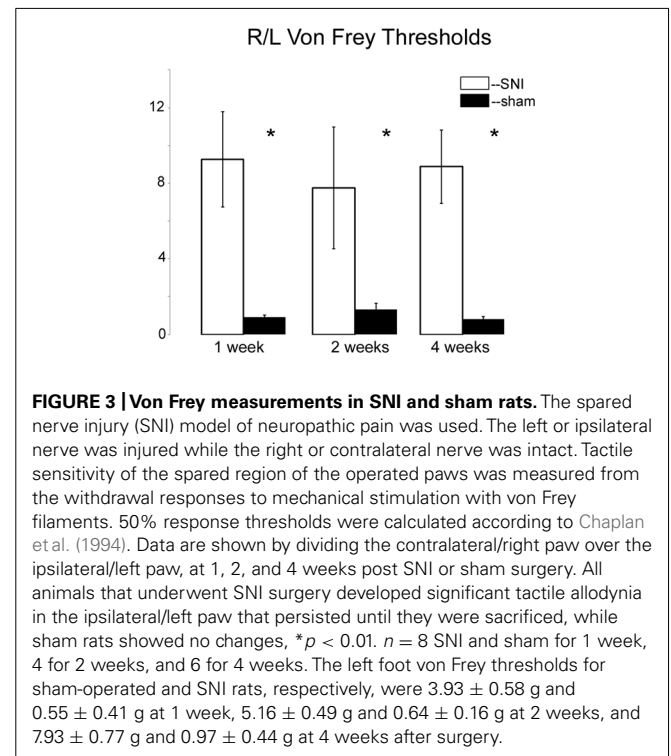 R/L Von Frey Thresholds
--SNI
--sham
12
*
*
*
8
4
0
1 week
2 weeks
4 weeks
FIGURE 3 | Von Frey measurements in SNI and sham rats. The spared
nerve injury (SNI) model of neuropathic pain was used. The left or ipsilateral
nerve was injured while the right or contralateral nerve was intact. Tactile
sensitivity of the spared region of the operated paws was measured from
the withdrawal responses to mechanical stimulation with von Frey
filaments. 50% response thresholds were calculated according to Chaplan
et al. (1994). Data are shown by dividing the contralateral/right paw over the
ipsilateral/left paw, at 1, 2, and 4 weeks post SNI or sham surgery. All
animals that underwent SNI surgery developed significant tactile allodynia
in the ipsilateral/left paw that persisted until they were sacrificed, while
sham rats showed no changes, *p < 0.01. n = 8 SNI and sham for 1 week,
4 for 2 weeks, and 6 for 4 weeks. The left foot von Frey thresholds for
sham-operated and SNI rats, respectively, were 3.93 ± 0.58 g and
0.55 ± 0.41 g at 1 week, 5.16 ± 0.49 g and 0.64 ± 0.16 g at 2 weeks, and
7.93 ± 0.77 g and 0.97 ± 0.44 g at 4 weeks after surgery.